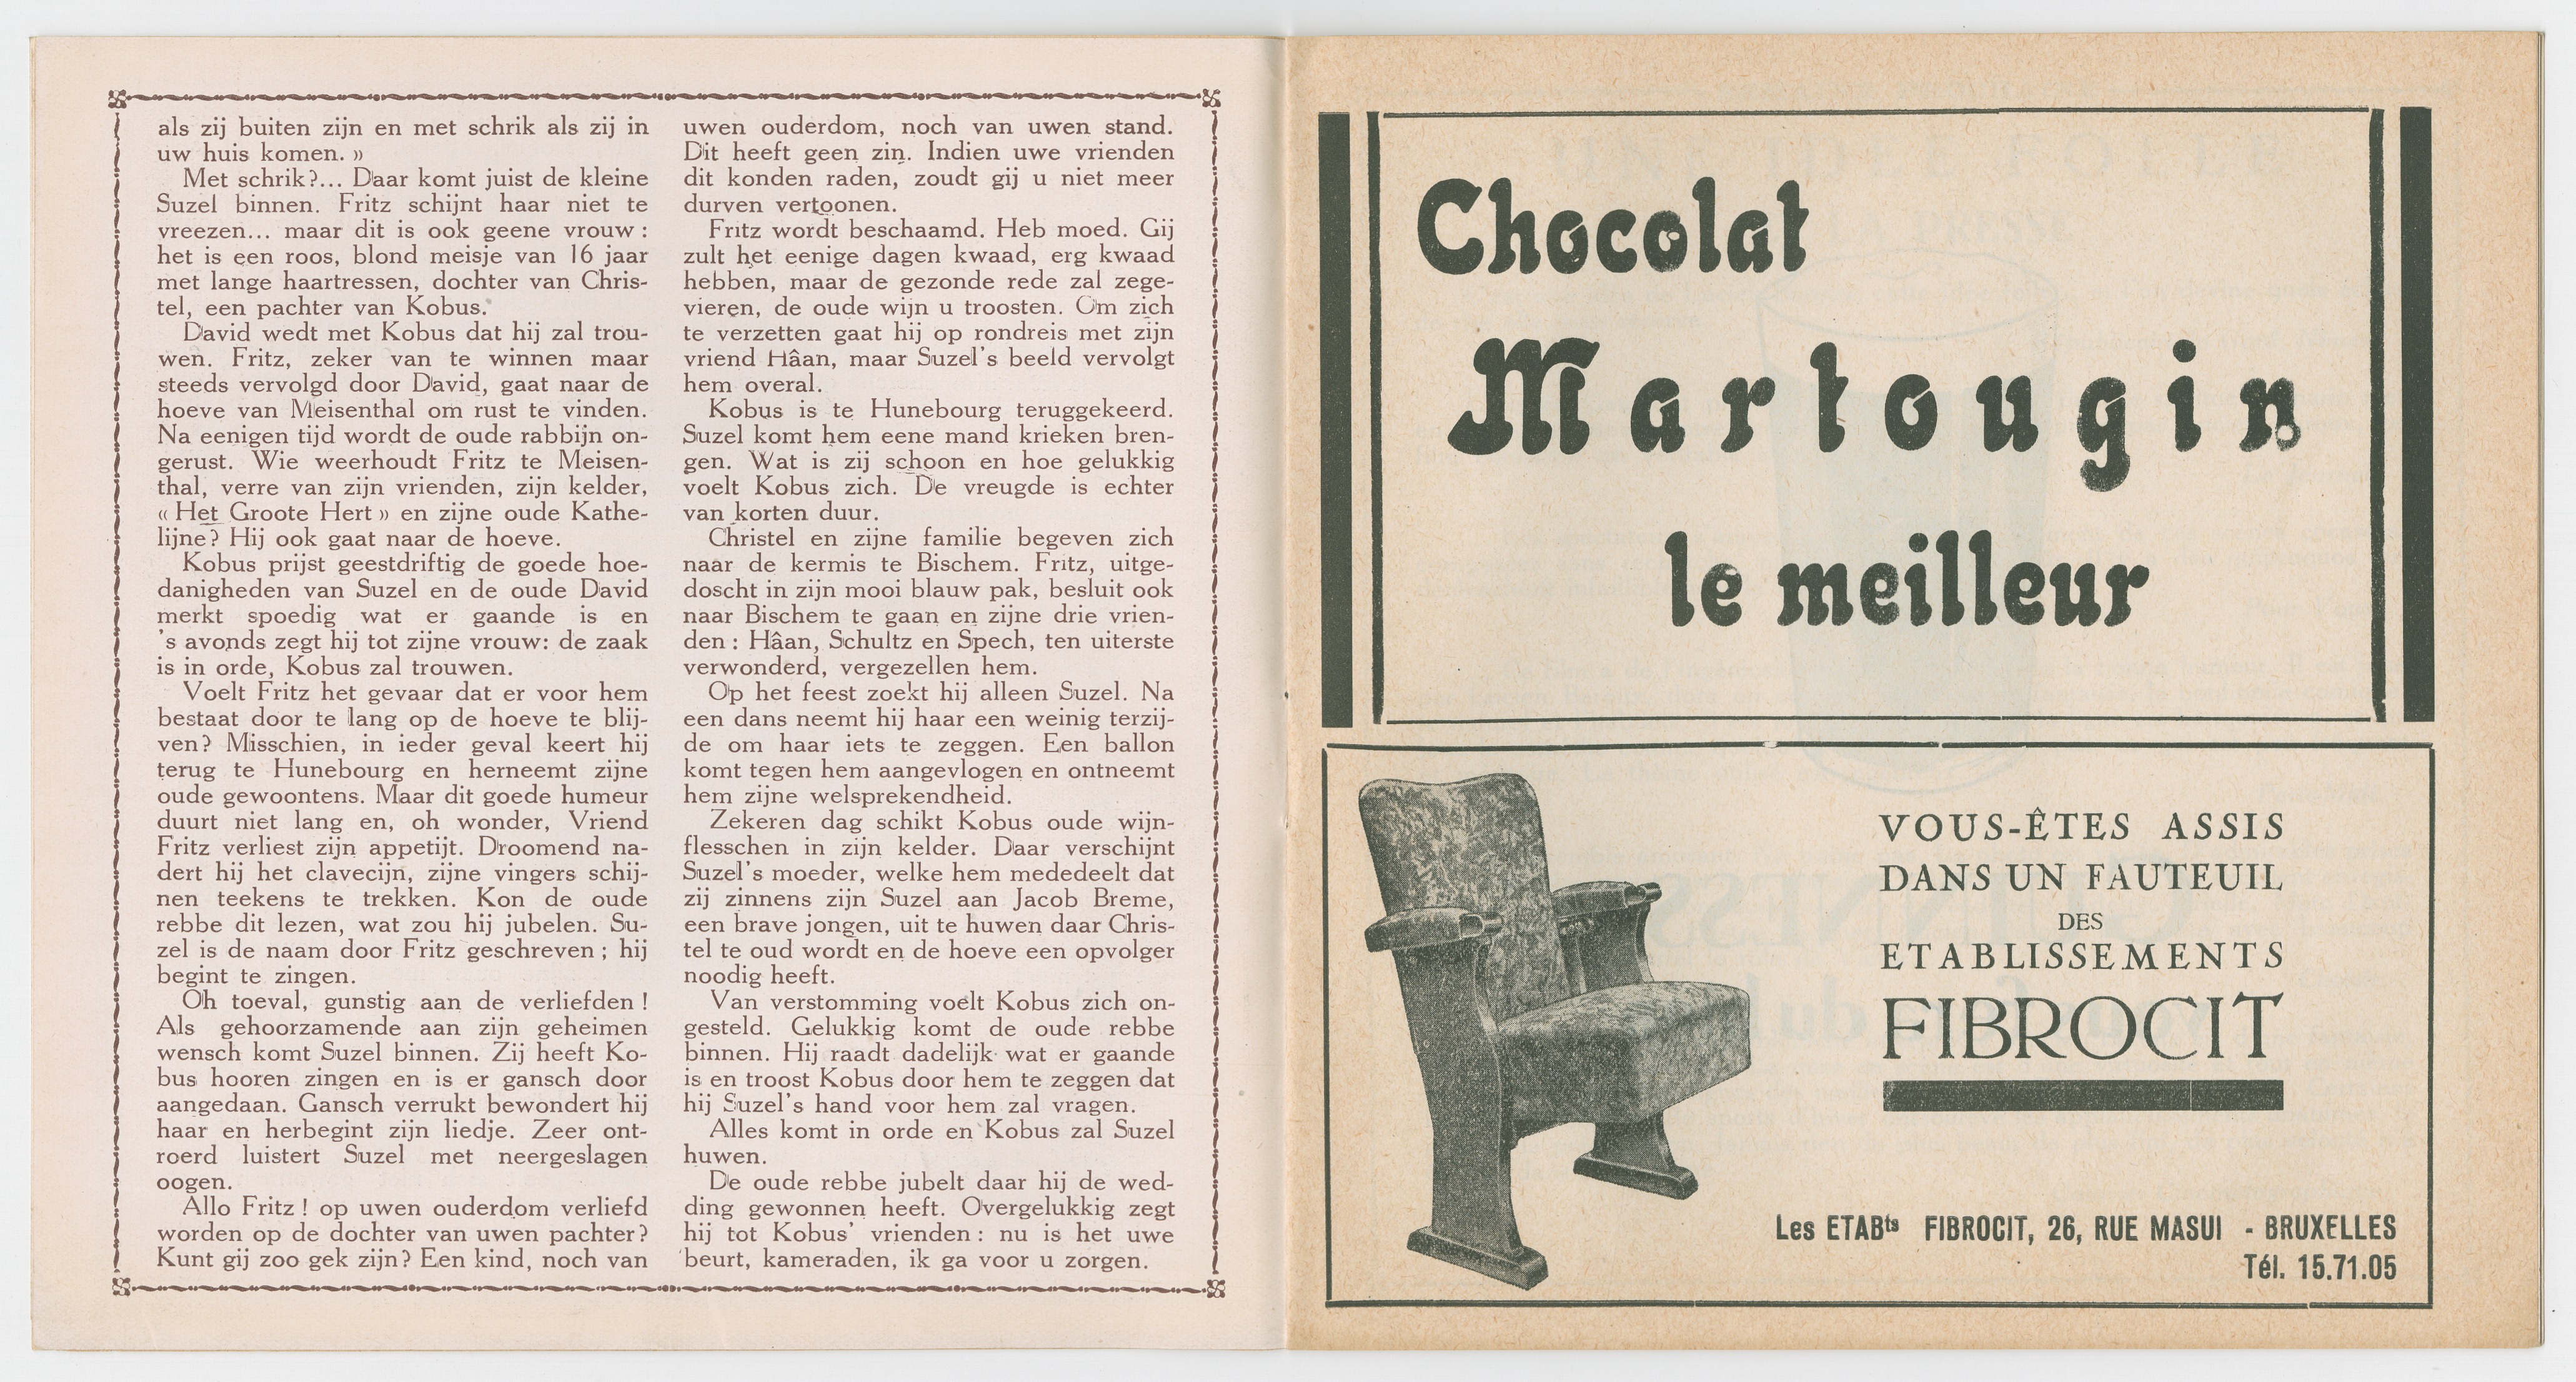 als zij buiten zijn en met schrik als zij in
uw huis komen. »
Met schrik?... Daar komt juist de kleine
Suzel binnen. Fritz schijnt haar niet te
vreezen... maar dit is ook geene vrouw :
het is een roos, blond meisje van 16 jaar
met lange haartressen, dochter van Chris-
tel, een pachter van Kobus.
David wedt met Kobus dat hij zal trou-
wen. Fritz, zeker van te winnen maar
steeds vervolgd door David, gaat naar de
hoeve van Meisenthal om rust te vinden.
Na eenigen tijd wordt de oude rabbijn on-
gerust. Wie weerhoudt Fritz te Meisen-
thal, verre van zijn vrienden, zijn kelder,
« Het Groote Hert » en zijne oude Kathe-
lijne? Hij ook gaat naar de hoeve.
Kobus prijst geestdriftig de goede hoe-
danigheden van Suzel en de oude David
merkt spoedig wat er gaande is en
's avonds zegt hij tot zijne vrouw: de zaak
is in orde, Kobus zal trouwen.
Voelt Fritz het gevaar dat er voor hem
bestaat door te lang op de hoeve te blij-
ven? Misschien, in ieder geval keert hij
terug te Hunebourg en herneemt zijne
oude gewoontens. Maar dit goede humeur
duurt niet lang en, oh wonder, Vriend
Fritz verliest zijn appetijt. Droomend na-
dert hij het clavecijn, zijne vingers schij-
nen teekens te trekken. Kon de oude
rebbe dit lezen, wat zou hij jubelen. Su-
zel is de naam door Fritz geschreven ; hij
begint te zingen.
Oh toeval, gunstig aan de verliefden !
Als gehoorzamende aan zijn geheimen
wensch komt Suzel binnen. Zij heeft Ko-
bus hooren zingen en is er gansch door
aangedaan. Gansch verrukt bewondert hij
haar en herbegint zijn liedje. Zeer ont-
roerd luistert Suzel met neergeslagen
oogen.
Allo Fritz ! op uwen ouderdom verliefd
worden op de dochter van uwen pachter?
Kunt gij zoo gek zijn? Een kind, noch van
uwen ouderdom, noch van uwen stand.
Dit heeft geen zin. Indien uwe vrienden
dit konden raden, zoudt gij u niet meer
durven vertoonen.
Fritz wordt beschaamd. Heb moed. Gij
zult het eenige dagen kwaad, erg kwaad
hebben, maar de gezonde rede zal zege-
vieren, de oude wijn u troosten. Om zich
te verzetten gaat hij op rondreis met zijn
vriend Hâan, maar Suzel's beeld vervolgt
hem overal.
Kobus is te Hunebourg teruggekeerd.
Suzel komt hem eene mand krieken bren-
gen. Wat is zij schoon en hoe gelukkig
voelt Kobus zich. De vreugde is echter
van korten duur.
Christel en zijne familie begeven zich
naar de kermis te Bischem. Fritz, uitge-
doscht in zijn mooi blauw pak, besluit ook
naar Bischem te gaan en zijne drie vrien-
den : Hâan, Schultz en Spech, ten uiterste
verwonderd, vergezellen hem.
Op het feest zoekt hij alleen Suzel. Na
een dans neemt hij haar een weinig terzij-
de om haar iets te zeggen. Een ballon
komt tegen hem aangevlogen en ontneemt
hem zijne welsprekendheid.
Zekeren dag schikt Kobus oude wijn-
flesschen in zijn kelder. Daar verschijnt
Suzel's moeder, welke hem mededeelt dat
zij zinnens zijn Suzel aan Jacob Breme,
een brave jongen, uit te huwen daar Chris-
tel te oud wordt en de hoeve een opvolger
noodig heeft.
Van verstomming voelt Kobus zich on-
gesteld. Gelukkig komt de oude rebbe
binnen. Hij raadt dadelijk wat er gaande
is en troost Kobus door hem te zeggen dat
hij Suzel's hand voor hem zal vragen.
Alles komt in orde en Kobus zal Suzel
huwen.
De oude rebbe jubelt daar hij de wed-
ding gewonnen heeft. Overgelukkig zegt
hij tot Kobus' vrienden : nu is het uwe
beurt, kameraden, ik ga voor u zorgen.
Chocolat
Martougin
le meilleur
VOUS-ÊTES ASSIS
DANS UN FAUTEUIL
DES
ETABLISSEMENTS
FIBROCIT
Les ETABts FIBROCIT, 26, RUE MASUI - BRUXELLES
Tél. 15.71.05